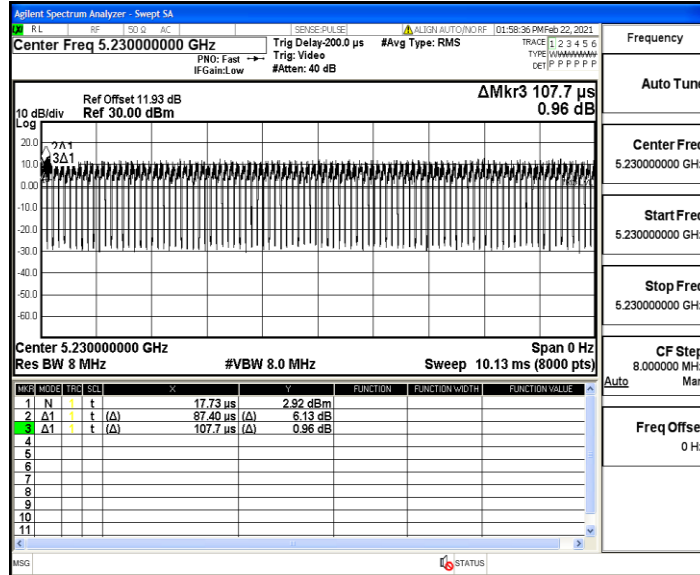 Agilent Spectrum Analyzer - Swept SA
RL RF 50 Ω AC SENSE:PULSE ALIGN AUTO/NO RF 01:58:36 PM Feb 22, 2021
Center Freq 5.230000000 GHz Trig Delay-200.0 µs #Avg Type: RMS TRACE 1 2 3 4 5 6
PNO: Fast Trig: Video TYPE WWWWWW
IFGain:Low #Atten: 40 dB DET P P P P P P
Ref Offset 11.93 dB
10 dB/div Ref 30.00 dBm
ΔMkr3 107.7 µs
0.96 dB
Log
20.0
10.0
0.00
-10.0
-20.0
-30.0
-40.0
-50.0
-60.0
2Δ1
3Δ1
Center 5.230000000 GHz Span 0 Hz
Res BW 8 MHz #VBW 8.0 MHz Sweep 10.13 ms (8000 pts)
MKR MODE TRC SCL X Y FUNCTION FUNCTION WIDTH FUNCTION VALUE
1 N 1 t 17.73 µs 2.92 dBm
2 Δ1 1 t (Δ) 87.40 µs (Δ) 6.13 dB
3 Δ1 1 t (Δ) 107.7 µs (Δ) 0.96 dB
4
5
6
7
8
9
10
11
MSG STATUS
Frequency
Auto Tune
Center Freq
5.230000000 GHz
Start Freq
5.230000000 GHz
Stop Freq
5.230000000 GHz
CF Step
8.000000 MHz
Auto Man
Freq Offset
0 Hz